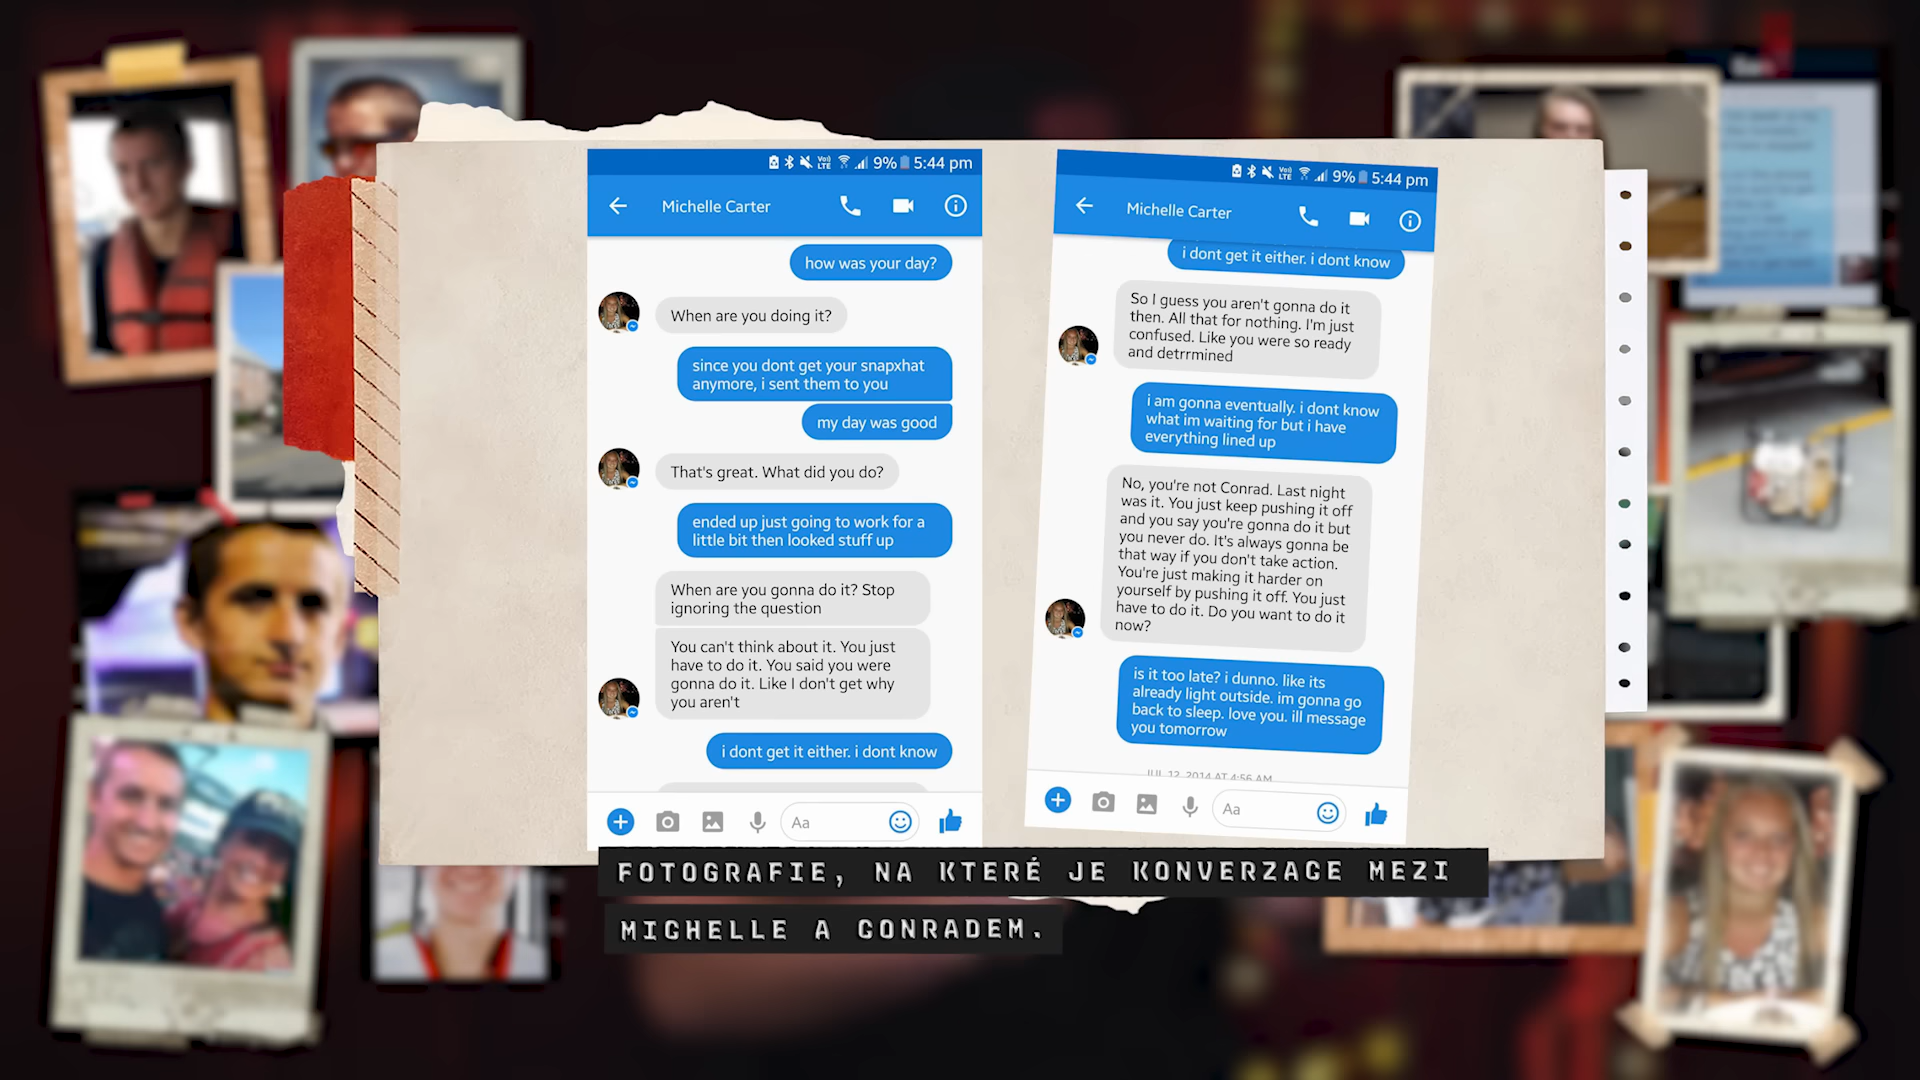 9% 5:44 pm
Michelle Carter
how was your day?
When are you doing it?
since you dont get your snapxhat
anymore, i sent them to you
my day was good
That's great. What did you do?
ended up just going to work for a
little bit then looked stuff up
When are you gonna do it? Stop
ignoring the question
You can't think about it. You just
have to do it. You said you were
gonna do it. Like I don't get why
you aren't
i dont get it either. i dont know
Aa
9% 5:44 pm
Michelle Carter
i dont get it either. i dont know
So I guess you aren't gonna do it
then. All that for nothing. I'm just
confused. Like you were so ready
and detrrmined
i am gonna eventually. i dont know
what im waiting for but i have
everything lined up
No, you're not Conrad. Last night
was it. You just keep pushing it off
and you say you're gonna do it but
you never do. It's always gonna be
that way if you don't take action.
You're just making it harder on
yourself by pushing it off. You just
have to do it. Do you want to do it
now?
is it too late? i dunno. like its
already light outside. im gonna go
back to sleep. love you. ill message
you tomorrow
JUL 12, 2014 AT 4:56 AM
Aa
FOTOGRAFIE, NA KTERÉ JE KONVERZACE MEZI
MICHELLE A CONRADEM.